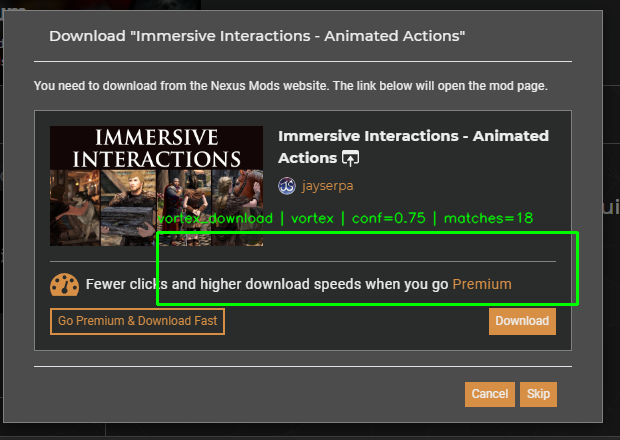 um
Download "Immersive Interactions - Animated Actions"
You need to download from the Nexus Mods website. The link below will open the mod page.
IMMERSIVE
INTERACTIONS
Immersive Interactions - Animated
Actions
jayserpa
vortex_download | vortex | conf=0.75 | matches=18
Fewer clicks and higher download speeds when you go Premium
Go Premium & Download Fast
Download
Cancel
Skip